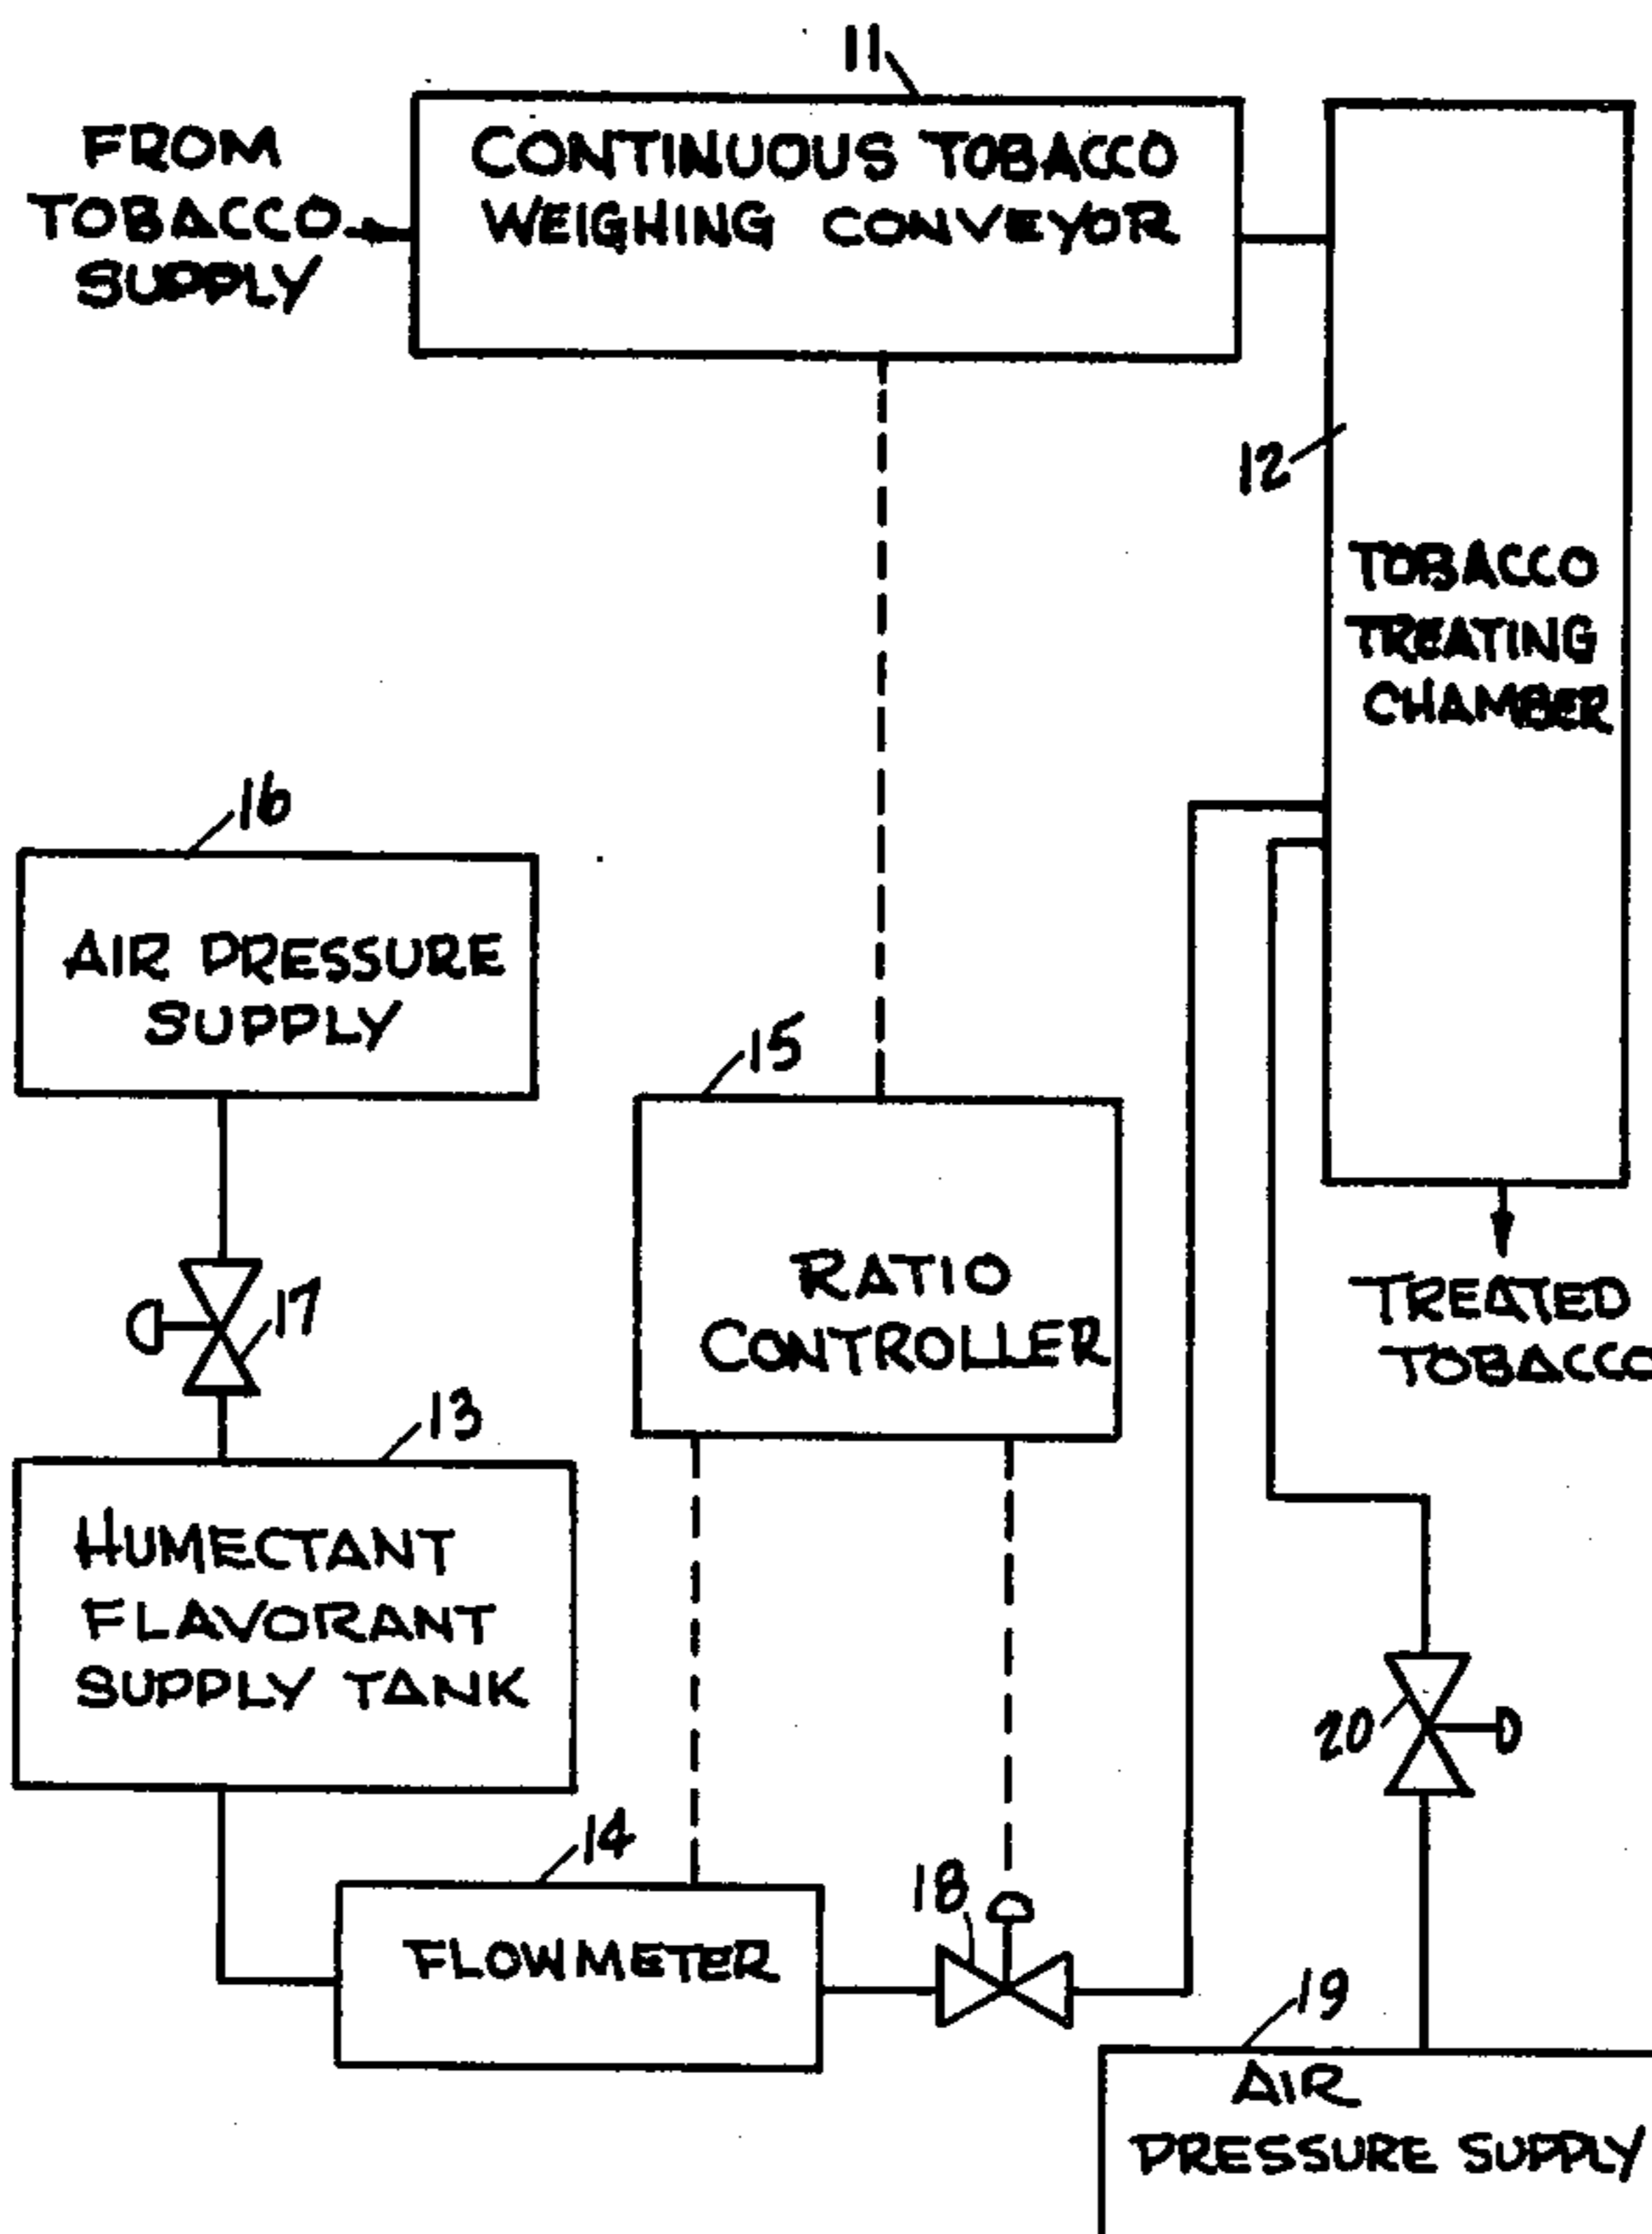 11
FROM
TOBACCO
SUPPLY
CONTINUOUS TOBACCO
WEIGHING CONVEYOR
12
TOBACCO
TREATING
CHAMBER
16
AIR PRESSURE
SUPPLY
15
RATIO
CONTROLLER
TREATED
TOBACCO
17
13
HUMECTANT
FLAVORANT
SUPPLY TANK
20
14
FLOWMETER
18
19
AIR
PRESSURE SUPPLY